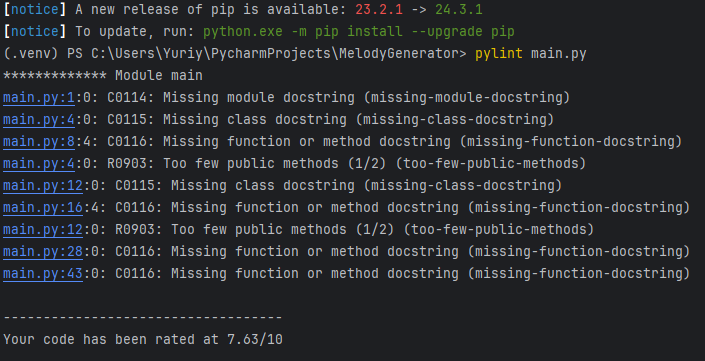 [notice] A new release of pip is available: 23.2.1 -> 24.3.1
[notice] To update, run: python.exe -m pip install --upgrade pip
(.venv) PS C:\Users\Yuriy\PycharmProjects\MelodyGenerator> pylint main.py
************* Module main
main.py:1:0: C0114: Missing module docstring (missing-module-docstring)
main.py:4:0: C0115: Missing class docstring (missing-class-docstring)
main.py:8:4: C0116: Missing function or method docstring (missing-function-docstring)
main.py:4:0: R0903: Too few public methods (1/2) (too-few-public-methods)
main.py:12:0: C0115: Missing class docstring (missing-class-docstring)
main.py:16:4: C0116: Missing function or method docstring (missing-function-docstring)
main.py:12:0: R0903: Too few public methods (1/2) (too-few-public-methods)
main.py:28:0: C0116: Missing function or method docstring (missing-function-docstring)
main.py:43:0: C0116: Missing function or method docstring (missing-function-docstring)
-----------------------------------
Your code has been rated at 7.63/10